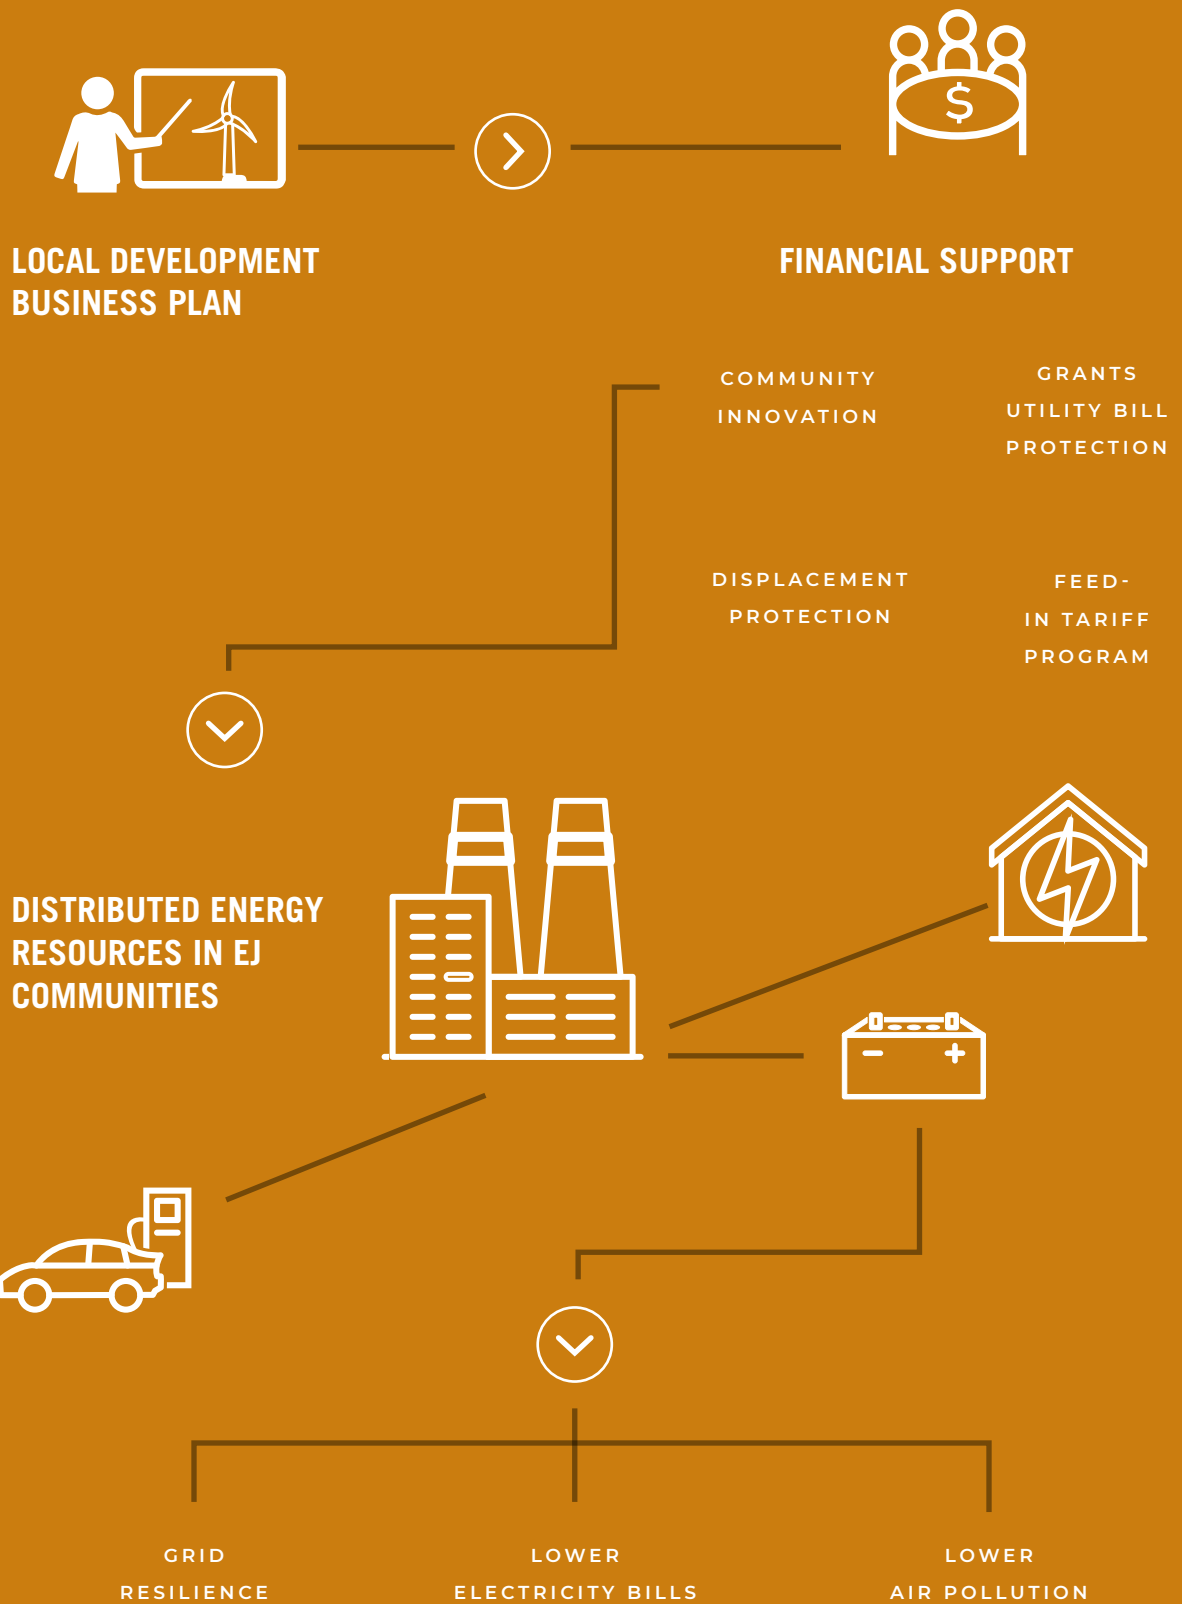 $
LOCAL DEVELOPMENT
BUSINESS PLAN
FINANCIAL SUPPORT
COMMUNITY
INNOVATION
GRANTS
UTILITY BILL
PROTECTION
DISPLACEMENT
PROTECTION
FEED-
IN TARIFF
PROGRAM
DISTRIBUTED ENERGY
RESOURCES IN EJ
COMMUNITIES
- +
GRID
RESILIENCE
LOWER
ELECTRICITY BILLS
LOWER
AIR POLLUTION